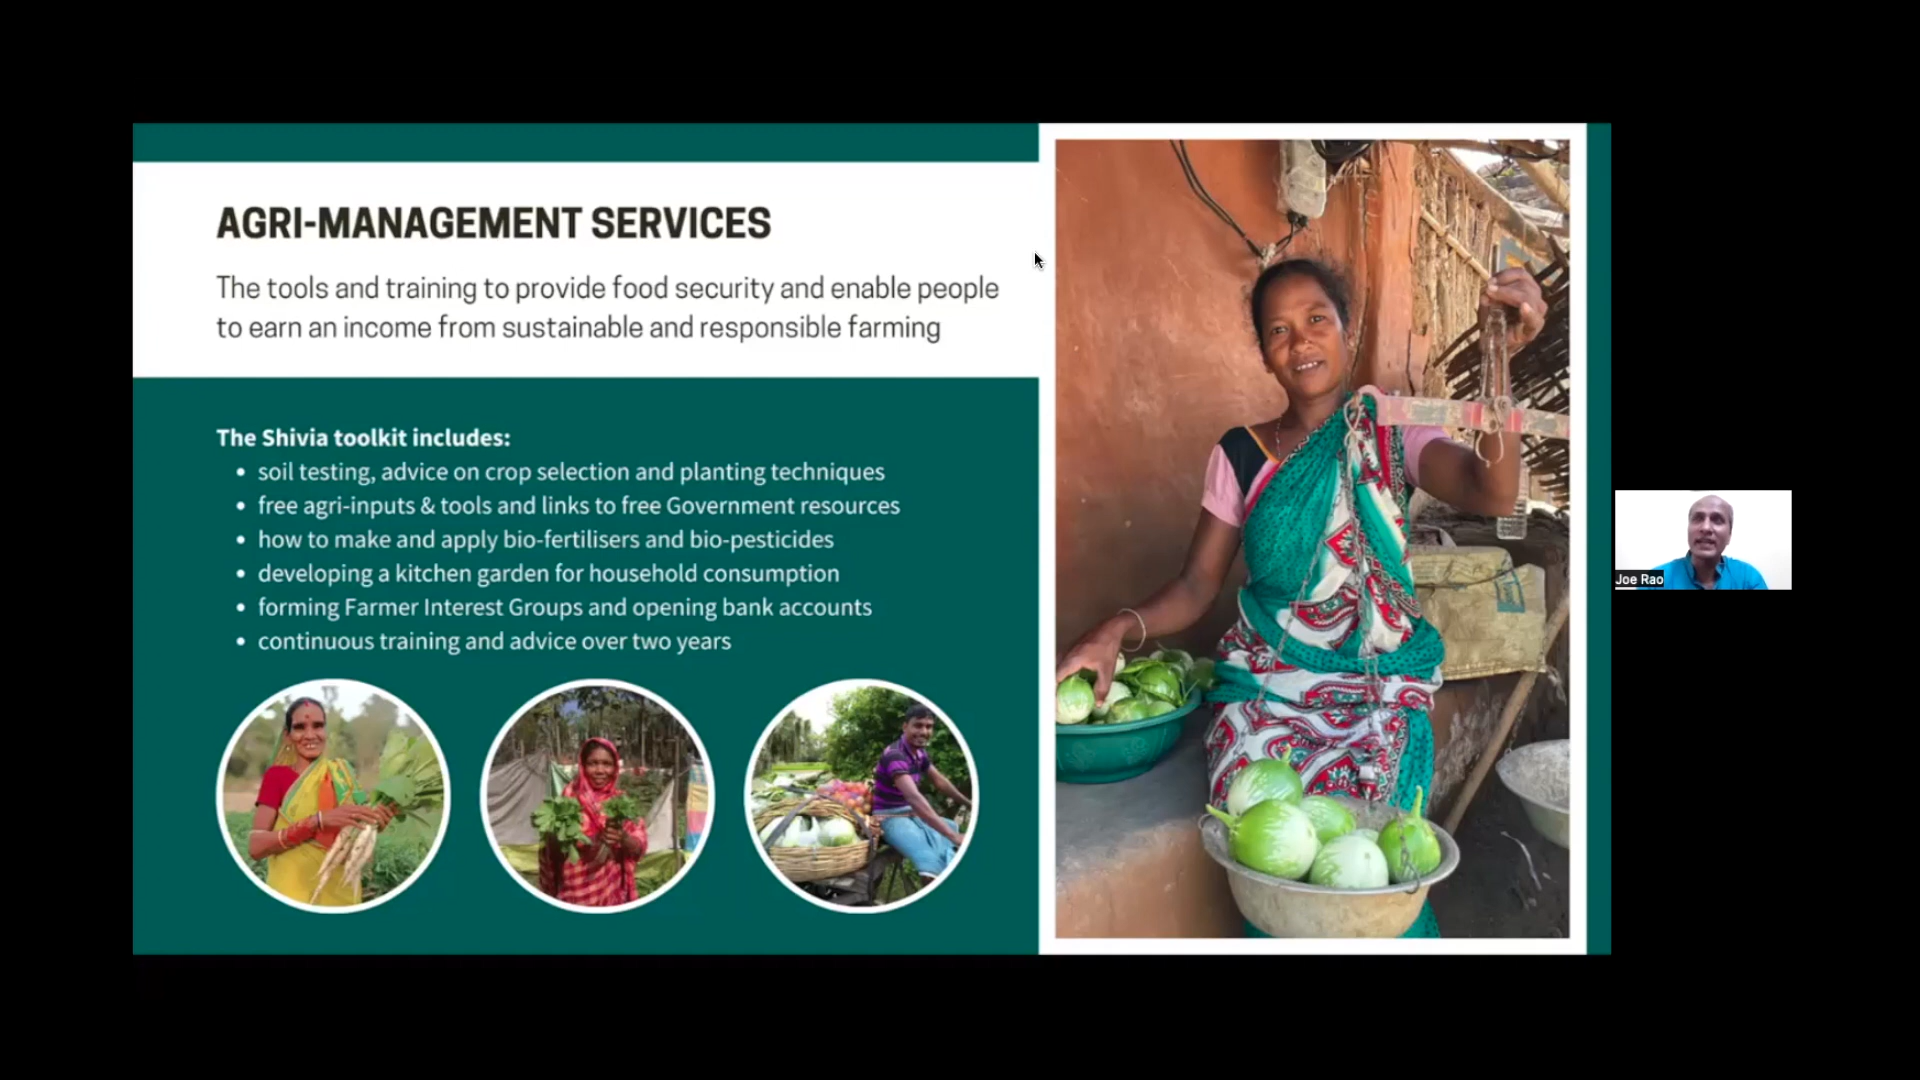 AGRI-MANAGEMENT SERVICES
The tools and training to provide food security and enable people
to earn an income from sustainable and responsible farming
The Shivia toolkit includes:
• soil testing, advice on crop selection and planting techniques
• free agri-inputs & tools and links to free Government resources
• how to make and apply bio-fertilisers and bio-pesticides
• developing a kitchen garden for household consumption
• forming Farmer Interest Groups and opening bank accounts
• continuous training and advice over two years
Joe Rao